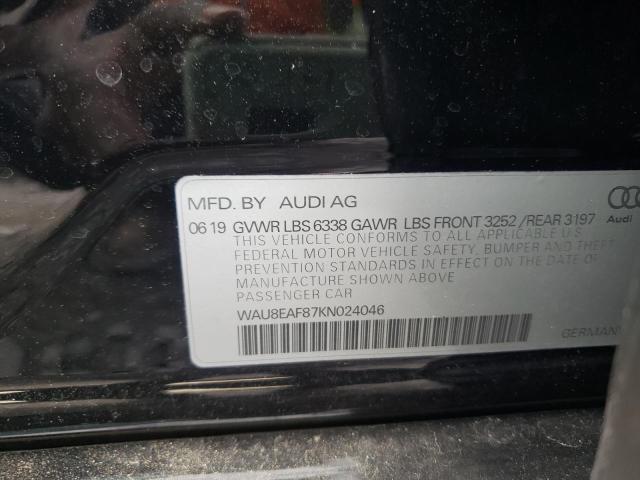 MFD. BY AUDI AG
06 19 GVWR LBS 6338 GAWR LBS FRONT 3252 / REAR 3197
THIS VEHICLE CONFORMS TO ALL APPLICABLE U.S
FEDERAL MOTOR VEHICLE SAFETY, BUMPER AND THEFT
PREVENTION STANDARDS IN EFFECT ON THE DATE OF
MANUFACTURE SHOWN ABOVE
PASSENGER CAR
WAU8EAF87KN024046
Audi
GERMANY